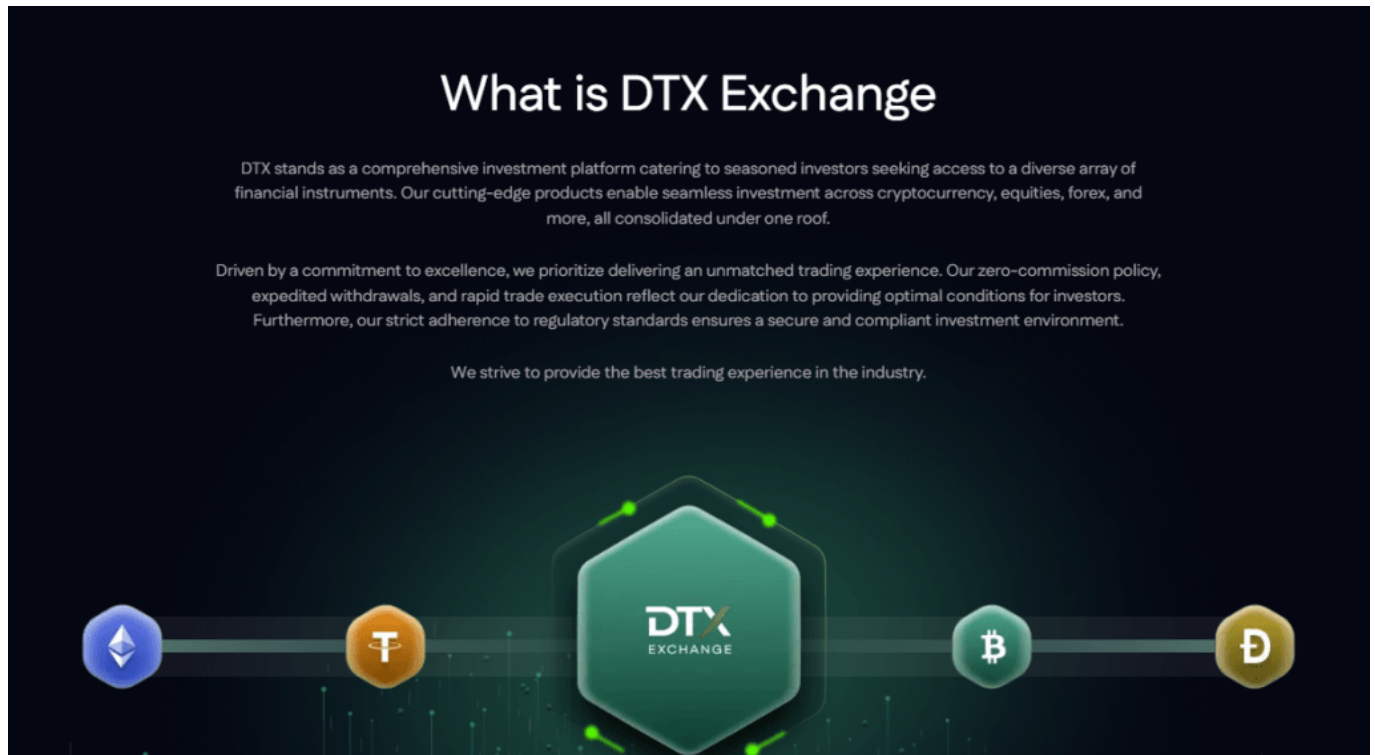 What is DTX Exchange
DTX stands as a comprehensive investment platform catering to seasoned investors seeking access to a diverse array of
financial instruments. Our cutting-edge products enable seamless investment across cryptocurrency, equities, forex, and
more, all consolidated under one roof.
Driven by a commitment to excellence, we prioritize delivering an unmatched trading experience. Our zero-commission policy,
expedited withdrawals, and rapid trade execution reflect our dedication to providing optimal conditions for investors.
Furthermore, our strict adherence to regulatory standards ensures a secure and compliant investment environment.
We strive to provide the best trading experience in the industry.
DTX
EXCHANGE